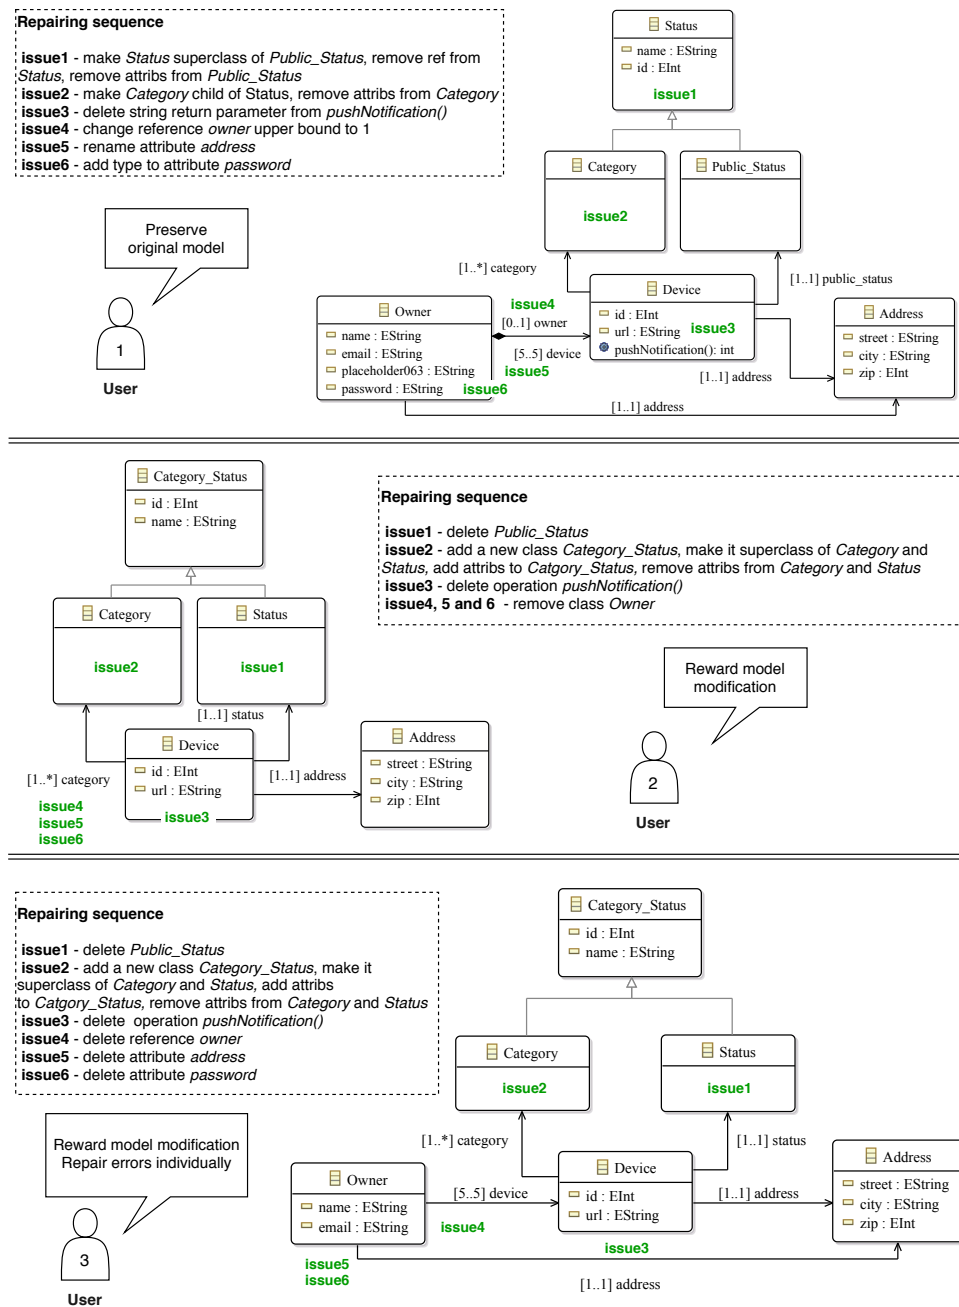 Repairing sequence
issue1 - make Status superclass of Public_Status, remove ref from
Status, remove attribs from Public_Status
issue2 - make Category child of Status, remove attribs from Category
issue3 - delete string return parameter from pushNotification()
issue4 - change reference owner upper bound to 1
issue5 - rename attribute address
issue6 - add type to attribute password
Preserve
original model
1
User
Status
name : EString
id : EInt
issue1
Category
issue2
Public_Status
[1..*] category
[1..1] public_status
Owner
name : EString
email : EString
placeholder063 : EString
password : EString
issue4
[0..1] owner
[5..5] device
issue5
issue6
Device
id : EInt
url : EString
issue3
pushNotification(): int
Address
street : EString
city : EString
zip : EInt
[1..1] address
[1..1] address
Category_Status
id : EInt
name : EString
Category
issue2
Status
issue1
[1..1] status
[1..*] category
Device
id : EInt
url : EString
issue3
[1..1] address
Address
street : EString
city : EString
zip : EInt
issue4
issue5
issue6
Repairing sequence
issue1 - delete Public_Status
issue2 - add a new class Category_Status, make it superclass of Category and
Status, add attribs to Catgory_Status, remove attribs from Category and Status
issue3 - delete operation pushNotification()
issue4, 5 and 6 - remove class Owner
Reward model
modification
2
User
Repairing sequence
issue1 - delete Public_Status
issue2 - add a new class Category_Status, make it
superclass of Category and Status, add attribs
to Catgory_Status, remove attribs from Category and Status
issue3 - delete operation pushNotification()
issue4 - delete reference owner
issue5 - delete attribute address
issue6 - delete attribute password
Reward model modification
Repair errors individually
3
User
Category_Status
id : EInt
name : EString
Category
issue2
Status
issue1
[1..*] category
[1..1] status
Owner
name : EString
email : EString
[5..5] device
issue4
Device
id : EInt
url : EString
issue3
[1..1] address
Address
street : EString
city : EString
zip : EInt
issue5
issue6
[1..1] address